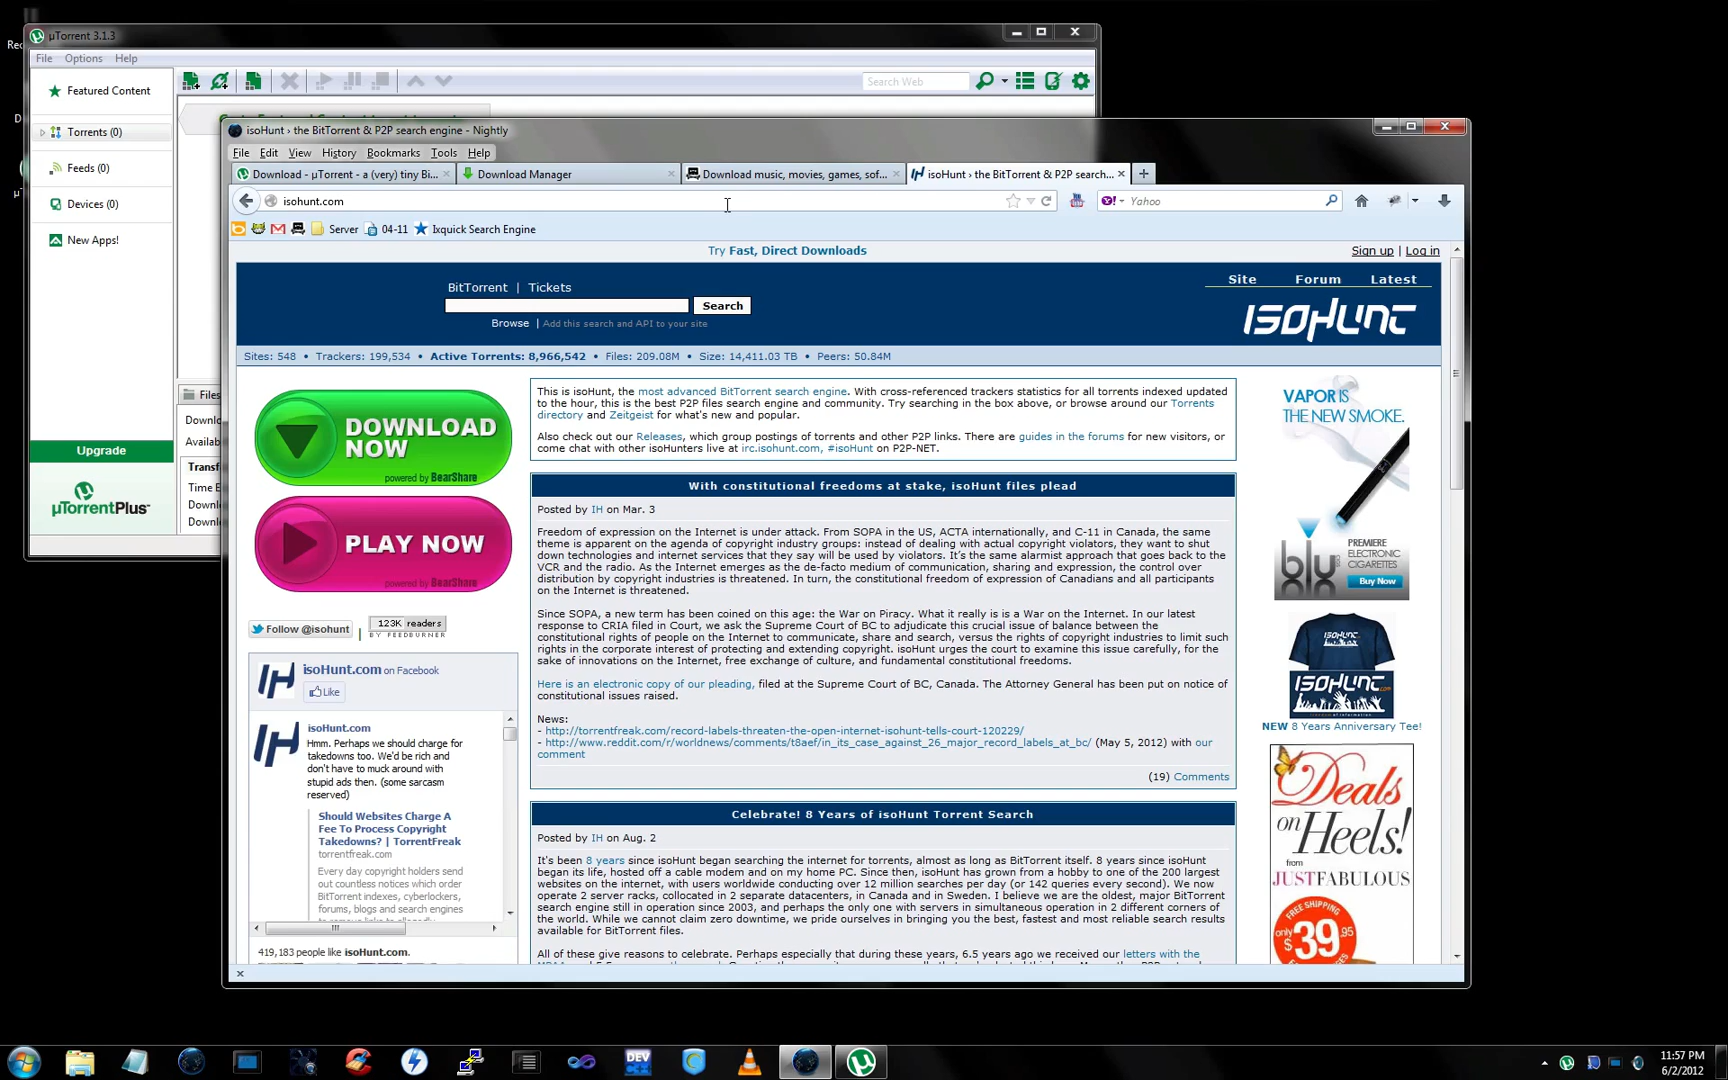 µTorrent 3.1.3
File Options Help
Search Web
Featured Content
Torrents (0)
Feeds (0)
Devices (0)
New Apps!
Files
Upgrade
µTorrentPlus™
isoHunt › the BitTorrent & P2P search engine - Nightly
File Edit View History Bookmarks Tools Help
Download - µTorrent - a (very) tiny Bi...
Download Manager
Download music, movies, games, sof...
isoHunt › the BitTorrent & P2P search...
isohunt.com
Yahoo
Server 04-11 Ixquick Search Engine
Try Fast, Direct Downloads
Sign up | Log in
BitTorrent | Tickets
Search
Browse | Add this search and API to your site
Site Forum Latest
ISOHUNT
Sites: 548 • Trackers: 199,534 • Active Torrents: 8,966,542 • Files: 209.08M • Size: 14,411.03 TB • Peers: 50.84M
DOWNLOAD
NOW
powered by BearShare
PLAY NOW
powered by BearShare
Follow @isohunt
123K readers
BY FEEDBURNER
isoHunt.com on Facebook
Like
isoHunt.com
Hmm. Perhaps we should charge for
takedowns too. We'd be rich and
don't have to muck around with
stupid ads then. (some sarcasm
reserved)
Should Websites Charge A
Fee To Process Copyright
Takedowns? | TorrentFreak
torrentfreak.com
Every day copyright holders send
out countless notices which order
BitTorrent indexes, cyberlockers,
forums, blogs and search engines
419,183 people like isoHunt.com.
This is isoHunt, the most advanced BitTorrent search engine. With cross-referenced trackers statistics for all torrents indexed updated
to the hour, this is the best P2P files search engine and community. Try searching in the box above, or browse around our Torrents
directory and Zeitgeist for what's new and popular.
Also check out our Releases, which group postings of torrents and other P2P links. There are guides in the forums for new visitors, or
come chat with other isoHunters live at irc.isohunt.com, #isoHunt on P2P-NET.
With constitutional freedoms at stake, isoHunt files plead
Posted by IH on Mar. 3
Freedom of expression on the Internet is under attack. From SOPA in the US, ACTA internationally, and C-11 in Canada, the same
theme is apparent on the agenda of copyright industry groups: instead of dealing with actual copyright violators, they want to shut
down technologies and internet services that they say will be used by violators. It's the same alarmist approach that goes back to the
VCR and the radio. As the Internet emerges as the de-facto medium of communication, sharing and expression, the control over
distribution by copyright industries is threatened. In turn, the constitutional freedom of expression of Canadians and all participants
on the Internet is threatened.
Since SOPA, a new term has been coined on this age: the War on Piracy. What it really is is a War on the Internet. In our latest
response to CRIA filed in Court, we ask the Supreme Court of BC to adjudicate this crucial issue of balance between the
constitutional rights of people on the Internet to communicate, share and search, versus the rights of copyright industries to limit such
rights in the corporate interest of protecting and extending copyright. isoHunt urges the court to examine this issue carefully, for the
sake of innovations on the Internet, free exchange of culture, and fundamental constitutional freedoms.
Here is an electronic copy of our pleading, filed at the Supreme Court of BC, Canada. The Attorney General has been put on notice of
constitutional issues raised.
News:
- http://torrentfreak.com/record-labels-threaten-the-open-internet-isohunt-tells-court-120229/
- http://www.reddit.com/r/worldnews/comments/t8aef/in_its_case_against_26_major_record_labels_at_bc/ (May 5, 2012) with our
comment
(19) Comments
Celebrate! 8 Years of isoHunt Torrent Search
Posted by IH on Aug. 2
It's been 8 years since isoHunt began searching the internet for torrents, almost as long as BitTorrent itself. 8 years since isoHunt
began its life, hosted off a cable modem and on my home PC. Since then, isoHunt has grown from a hobby to one of the 200 largest
websites on the internet, with users worldwide conducting over 12 million searches per day (or 142 queries every second). We now
operate 2 server racks, collocated in 2 separate datacenters, in Canada and in Sweden. I believe we are the oldest, major BitTorrent
search engine still in operation since 2003, and perhaps the only one with servers in simultaneous operation in 2 different corners of
the world. While we cannot claim zero downtime, we pride ourselves in bringing you the best, fastest and most reliable search results
available for BitTorrent files.
All of these give reasons to celebrate. Perhaps especially that during these years, 6.5 years ago we received our letters with the
VAPOR IS
THE NEW SMOKE.
blu
PREMIUM
ELECTRONIC
CIGARETTES
Buy Now
ISOHUNT
ISOHUNT.com
NEW 8 Years Anniversary Tee!
Deals
on Heels!
from
JUSTFABULOUS
FREE SHIPPING
only $39.95
DEV
C++
11:57 PM
6/2/2012